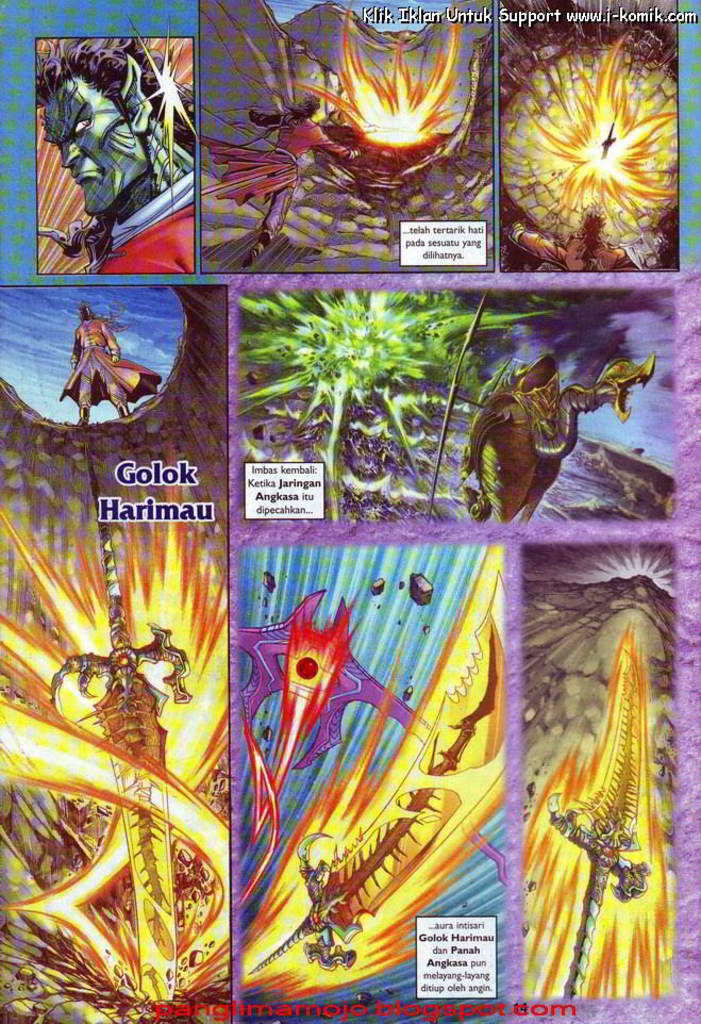 Klik Iklan Untuk Support www.i-komik.com
...telah tertarik hati
pada sesuatu yang
dilihatnya.
Golok
Harimau
Imbas kembali:
Ketika Jaringan
Angkasa itu
dipecahkan...
...aura intisari
Golok Harimau
dan Panah
Angkasa pun
melayang-layang
ditiup oleh angin.
panglimamojo.blogspot.com